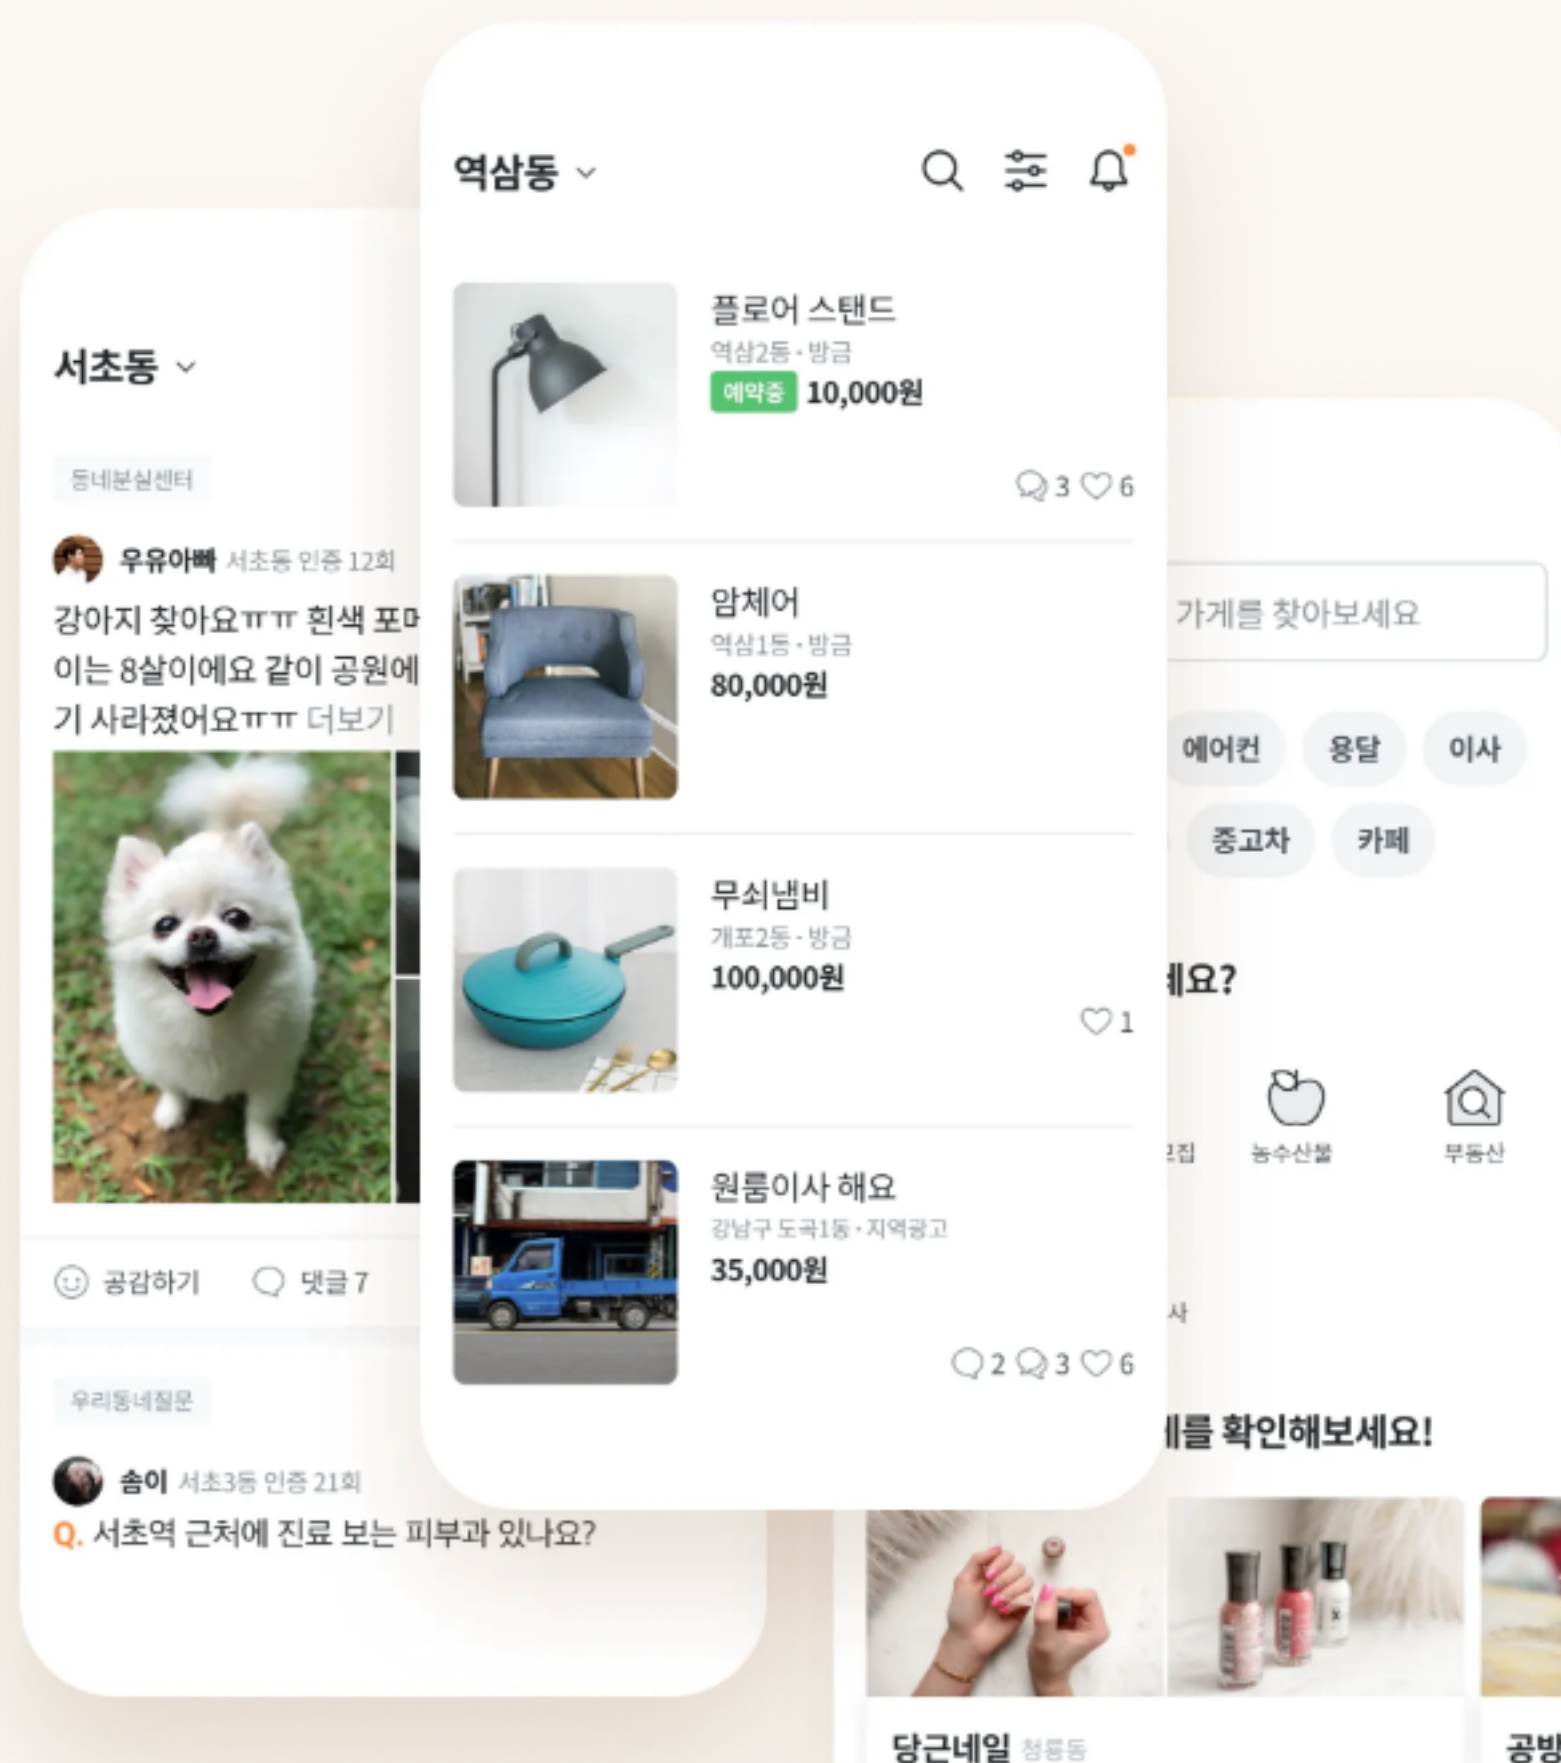 역삼동
플로어 스탠드
역삼2동 · 방금
예약중 10,000원
3 6
암체어
역삼1동 · 방금
80,000원
무쇠냄비
개포2동 · 방금
100,000원
1
원룸이사 해요
강남구 도곡1동 · 지역광고
35,000원
2 3 6
서초동
동네분실센터
우유아빠 서초동 인증 12회
강아지 찾아요ㅠㅠ 흰색
이는 8살이에요 같이 공원에
기 사라졌어요ㅠㅠ 더보기
공감하기 댓글 7
우리동네질문
솜이 서초3동 인증 21회
Q. 서초역 근처에 진료 보는 피부과 있나요?
가게를 찾아보세요
에어컨 용달 이사
중고차 카페
농수산물 부동산
확인해보세요!
당근네일 청룡동